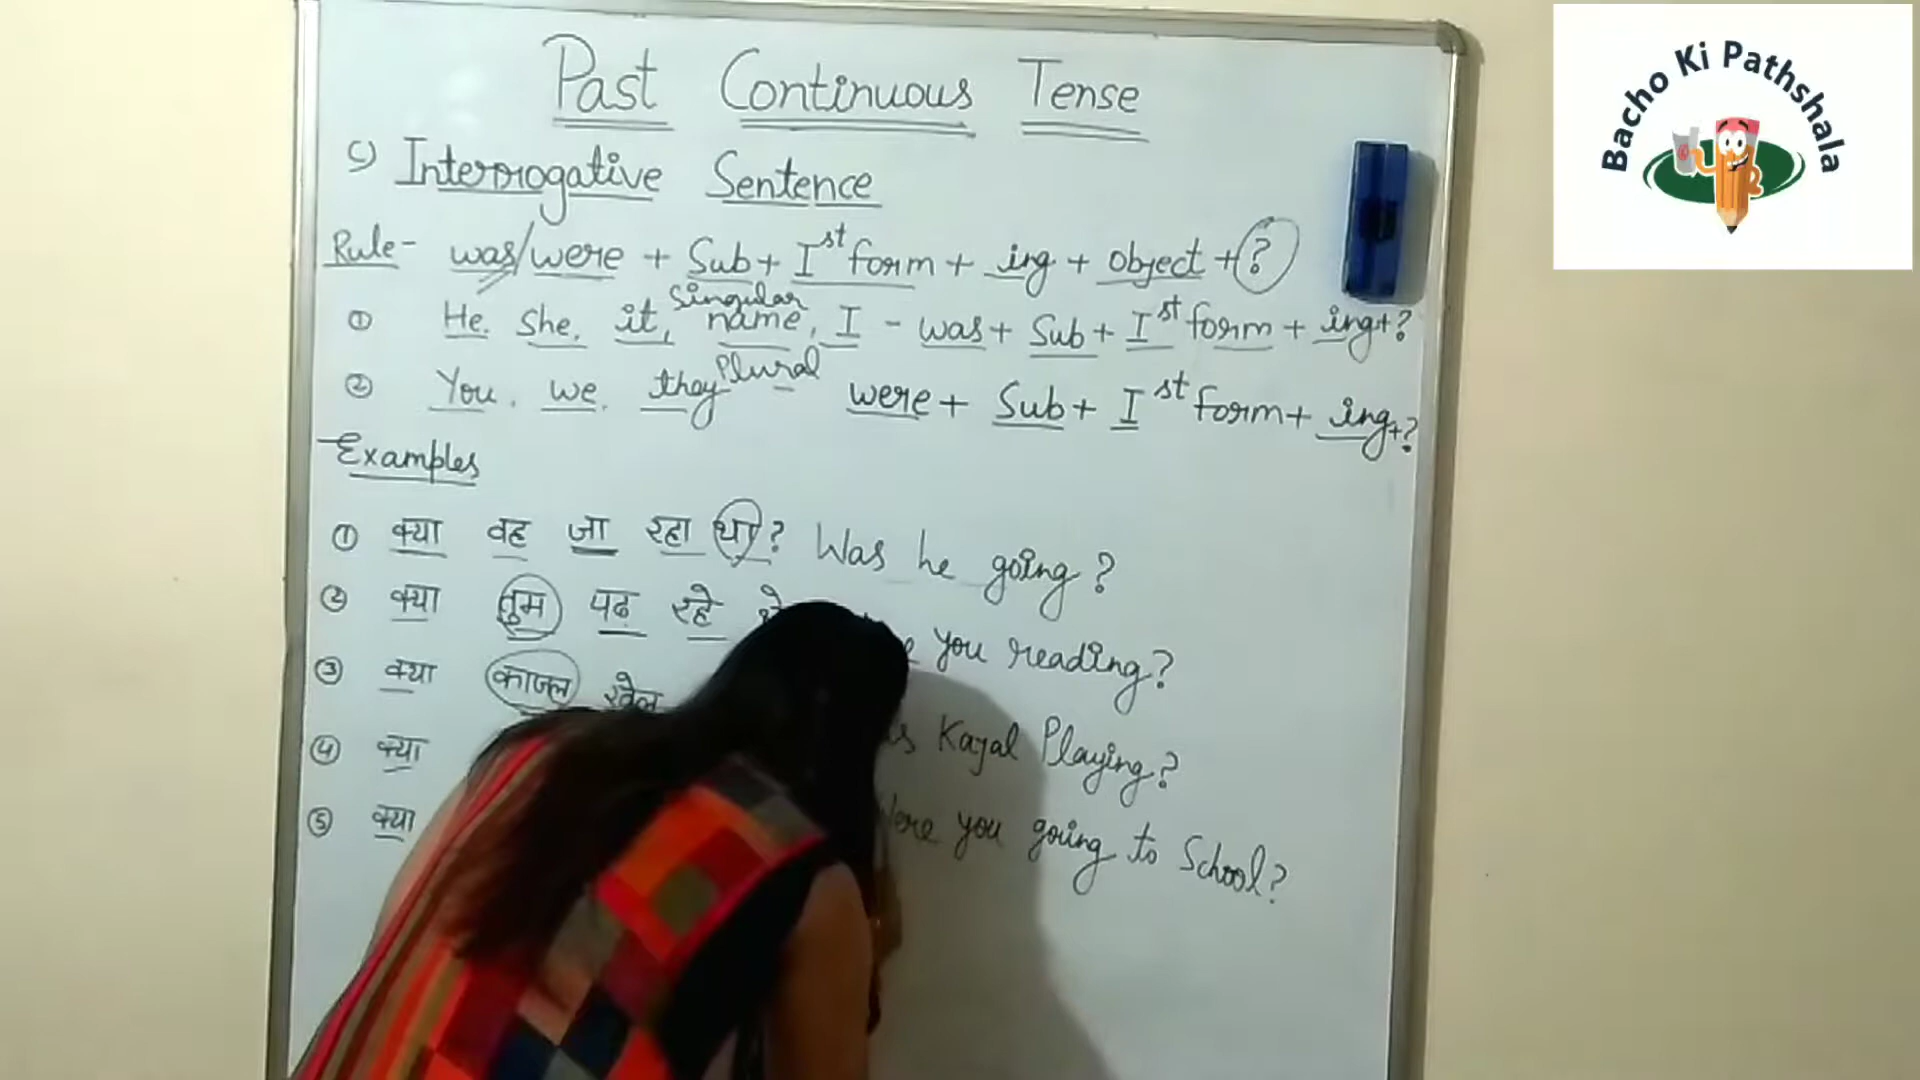 Past Continuous Tense
Bacho Ki Pathshala
c) Interrogative Sentence
Rule- was/were + Sub + Ist form + ing + object + ?
① He, She, it, singular name, I - was + Sub + Ist form + ing + ?
② You, we, they Plural were + Sub + Ist form + ing + ?
Examples
① क्या वह जा रहा था? Was he going?
② क्या तुम पढ़ रहे you reading?
③ क्या काजल खेल Kajal Playing?
④ क्या Were you going to School?
⑤ क्या